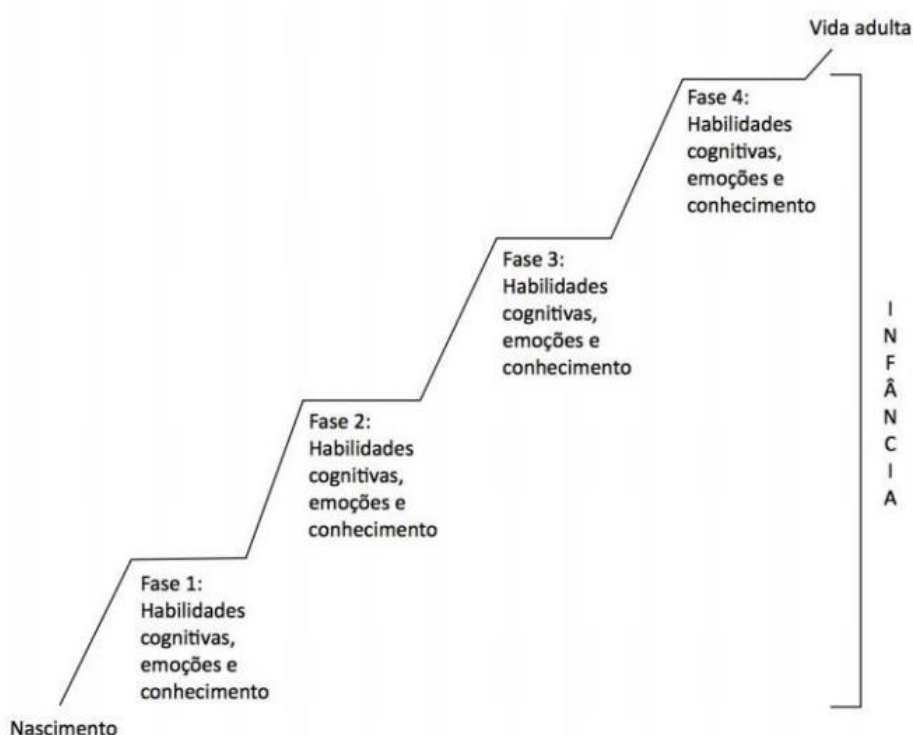 Vida adulta
Fase 4:
Habilidades
cognitivas,
emoções e
conhecimento
Fase 3:
Habilidades
cognitivas,
emoções e
conhecimento
Fase 2:
Habilidades
cognitivas,
emoções e
conhecimento
Fase 1:
Habilidades
cognitivas,
emoções e
conhecimento
Nascimento
I
N
F
Â
N
C
I
A